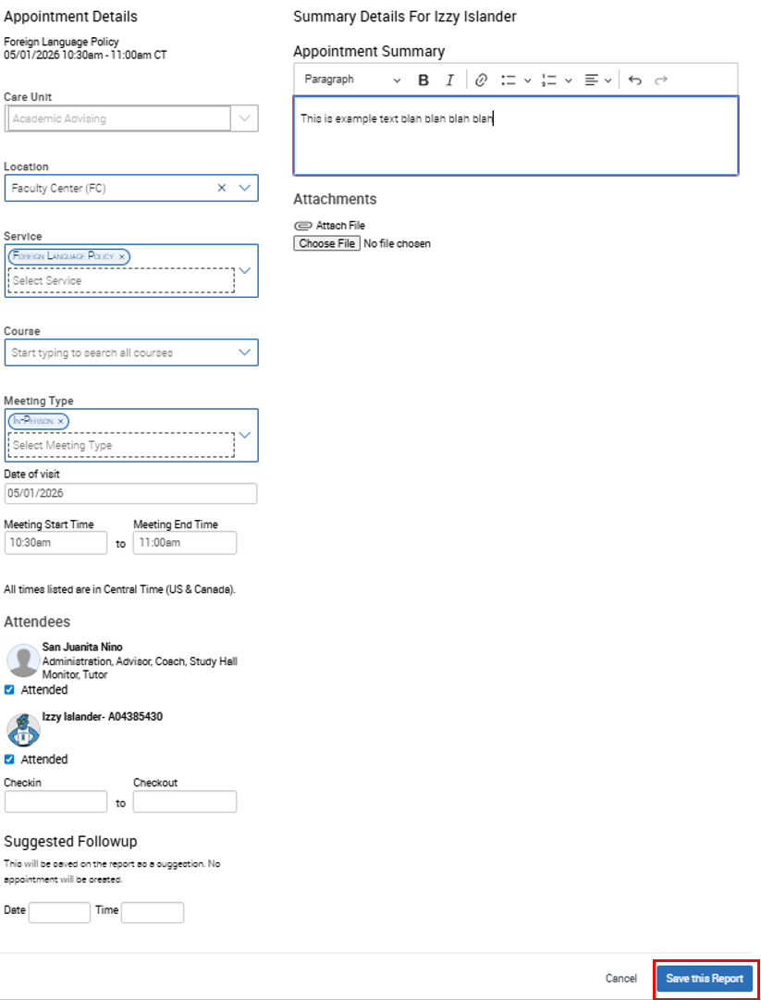 Appointment Details
Foreign Language Policy
05/01/2026 10:30am - 11:00am CT
Care Unit
Academic Advising
Location
Faculty Center (FC)
Service
Foreign Language Policy ×
Select Service
Course
Start typing to search all courses
Meeting Type
In-Person ×
Select Meeting Type
Date of visit
05/01/2026
Meeting Start Time
Meeting End Time
10:30am
to
11:00am
All times listed are in Central Time (US & Canada).
Attendees
San Juanita Nino
Administration, Advisor, Coach, Study Hall
Monitor, Tutor
Attended
Izzy Islander- A04385430
Attended
Checkin
Checkout
to
Suggested Followup
This will be saved on the report as a suggestion. No
appointment will be created.
Date
Time
Summary Details For Izzy Islander
Appointment Summary
Paragraph
B
I
This is example text blah blah blah blah
Attachments
Attach File
Choose File No file chosen
Cancel
Save this Report